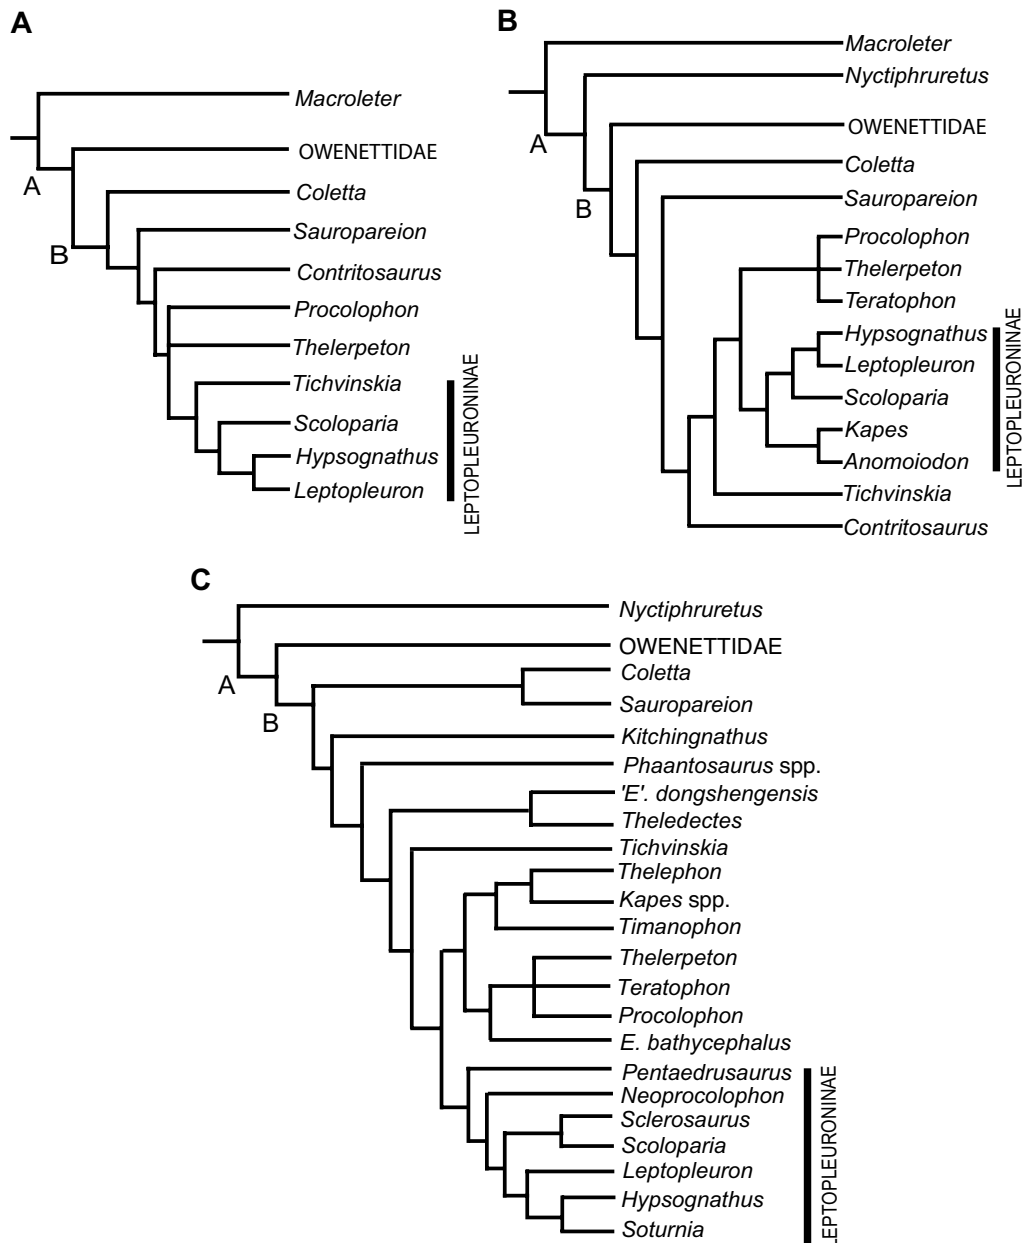 A
Macroleter
OWENETTIDAE
A
Coletta
Sauropareion
B
Contritosaurus
Procolophon
Thelerpeton
Tichvinskia
Scoloparia
Hypsognathus
Leptopleuron
LEPTOPLEURONINAE
B
Macroleter
Nyctiphruretus
OWENETTIDAE
A
Coletta
Sauropareion
B
Procolophon
Thelerpeton
Teratophon
Hypsognathus
Leptopleuron
Scoloparia
Kapes
Anomoiodon
Tichvinskia
Contritosaurus
LEPTOPLEURONINAE
C
Nyctiphruretus
OWENETTIDAE
Coletta
A
Sauropareion
B
Kitchingnathus
Phaantosaurus spp.
'E'. dongshengensis
Theledectes
Tichvinskia
Thelephon
Kapes spp.
Timanophon
Thelerpeton
Teratophon
Procolophon
E. bathycephalus
Pentaedrusaurus
Neoprocolophon
Sclerosaurus
Scoloparia
Leptopleuron
Hypsognathus
Soturnia
LEPTOPLEURONINAE